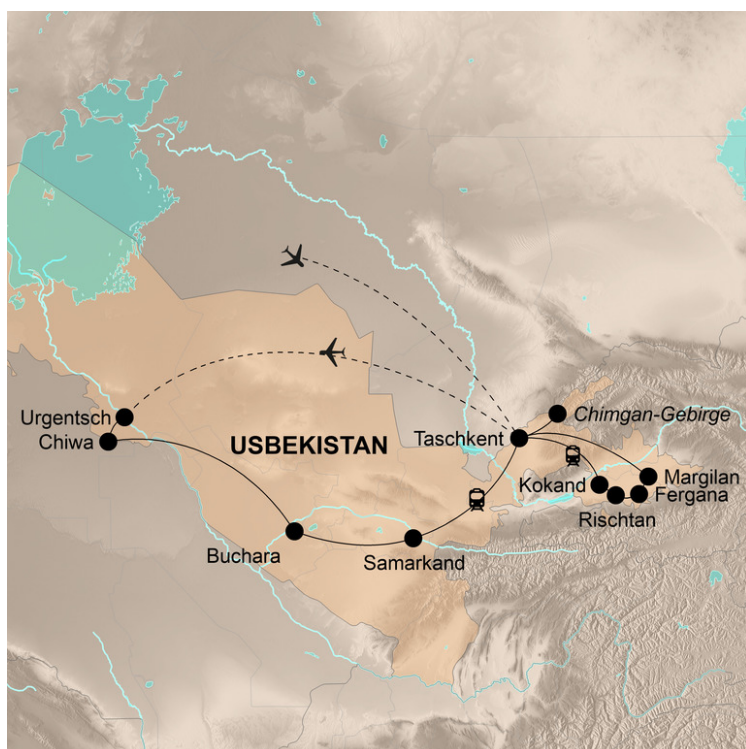 Urgentsch
Chiwa
USBEKISTAN
Taschkent
Chimgan-Gebirge
Kokand
Margilan
Fergana
Rischtan
Buchara
Samarkand